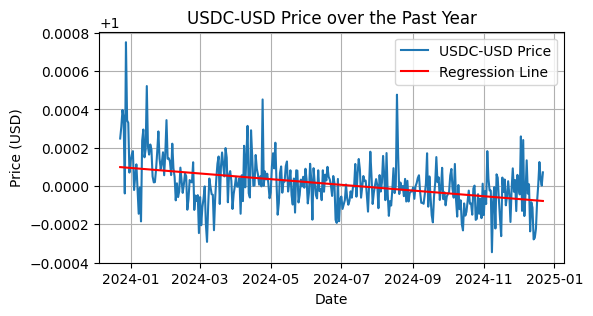 USDC-USD Price over the Past Year
+1
0.0008
0.0006
0.0004
0.0002
0.0000
−0.0002
−0.0004
Price (USD)
USDC-USD Price
Regression Line
2024-01 2024-03 2024-05 2024-07 2024-09 2024-11 2025-01
Date